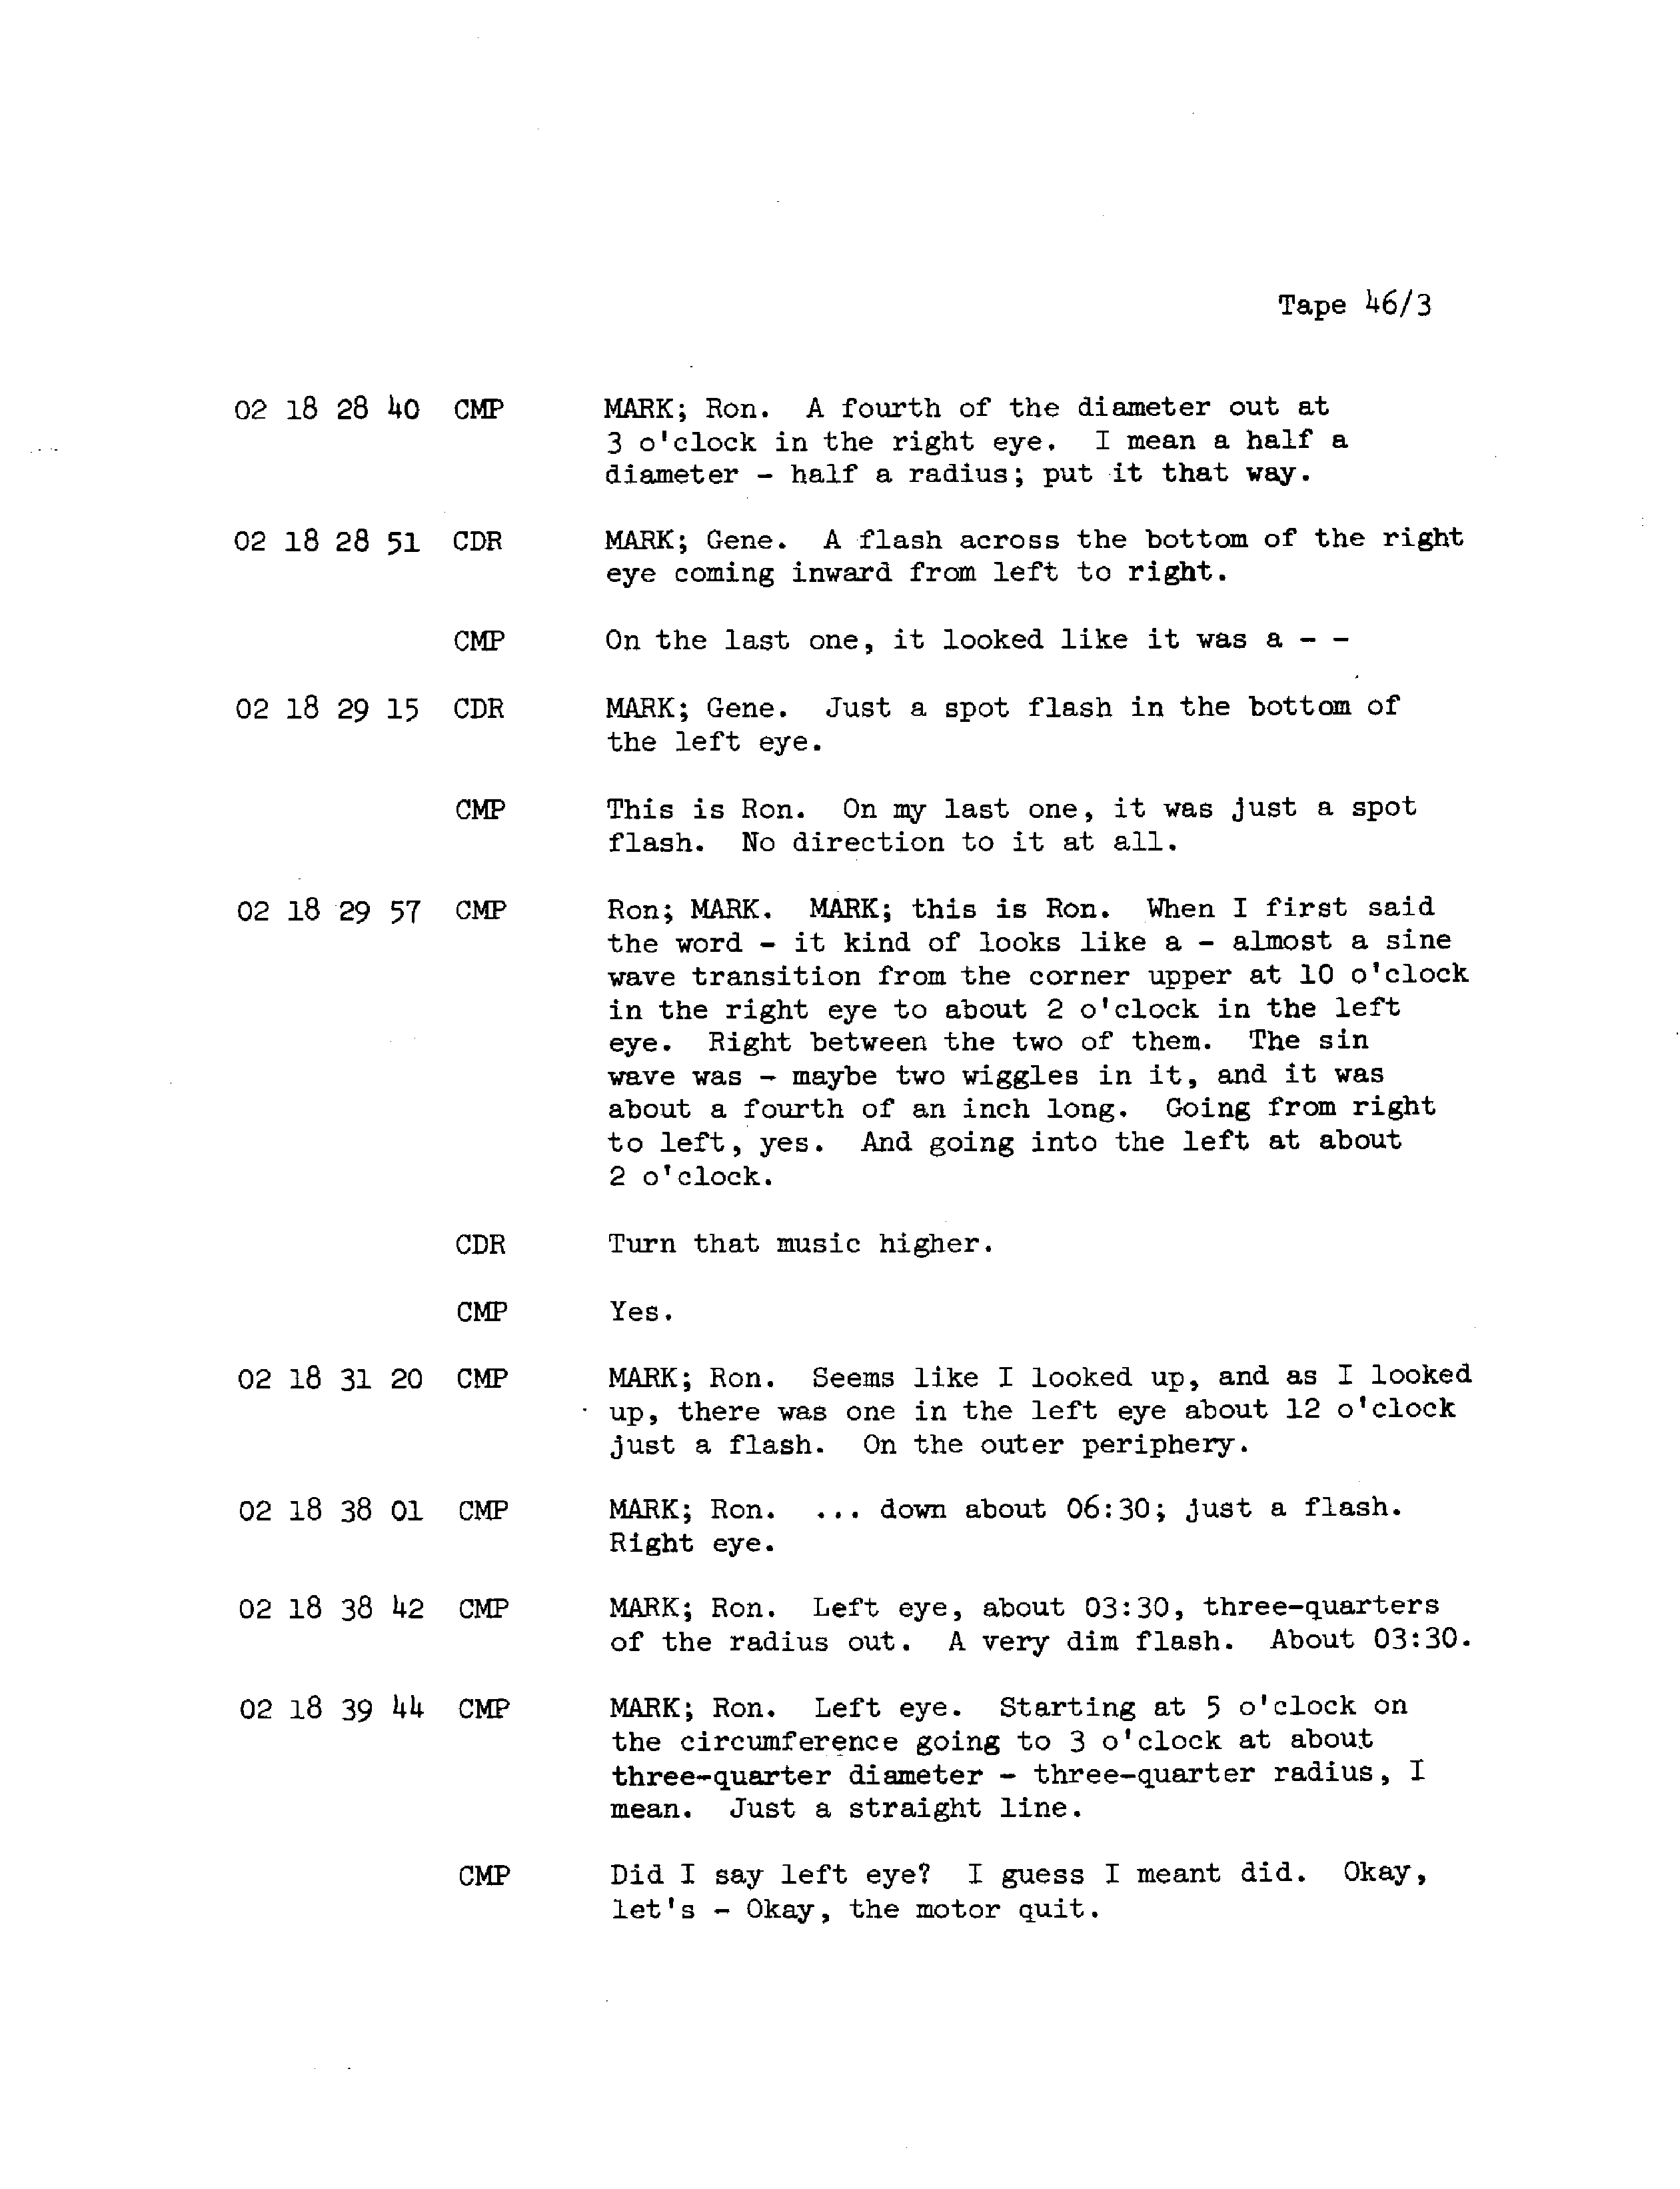 Tape 46/3
02 18 28 40 CMP MARK; Ron. A fourth of the diameter out at
3 o'clock in the right eye. I mean a half a
diameter - half a radius; put it that way.
02 18 28 51 CDR MARK; Gene. A flash across the bottom of the right
eye coming inward from left to right.
CMP On the last one, it looked like it was a - -
02 18 29 15 CDR MARK; Gene. Just a spot flash in the bottom of
the left eye.
CMP This is Ron. On my last one, it was just a spot
flash. No direction to it at all.
02 18 29 57 CMP Ron; MARK. MARK; this is Ron. When I first said
the word - it kind of looks like a - almost a sine
wave transition from the corner upper at 10 o'clock
in the right eye to about 2 o'clock in the left
eye. Right between the two of them. The sin
wave was - maybe two wiggles in it, and it was
about a fourth of an inch long. Going from right
to left, yes. And going into the left at about
2 o'clock.
CDR Turn that music higher.
CMP Yes.
02 18 31 20 CMP MARK; Ron. Seems like I looked up, and as I looked
up, there was one in the left eye about 12 o'clock
just a flash. On the outer periphery.
02 18 38 01 CMP MARK; Ron. ... down about 06:30; just a flash.
Right eye.
02 18 38 42 CMP MARK; Ron. Left eye, about 03:30, three-quarters
of the radius out. A very dim flash. About 03:30.
02 18 39 44 CMP MARK; Ron. Left eye. Starting at 5 o'clock on
the circumference going to 3 o'clock at about
three-quarter diameter - three-quarter radius, I
mean. Just a straight line.
CMP Did I say left eye? I guess I meant did. Okay,
let's - Okay, the motor quit.